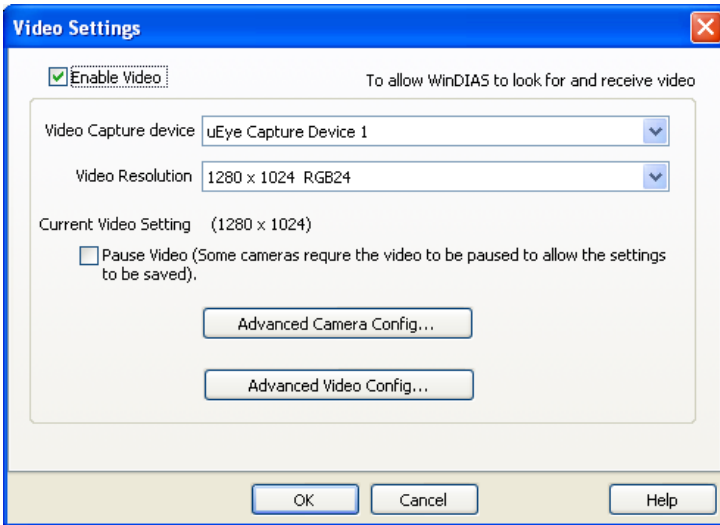 Video Settings
Enable Video
To allow WinDIAS to look for and receive video
Video Capture device uEye Capture Device 1
Video Resolution 1280 x 1024 RGB24
Current Video Setting (1280 x 1024)
Pause Video (Some cameras requre the video to be paused to allow the settings
to be saved).
Advanced Camera Config...
Advanced Video Config...
OK Cancel Help